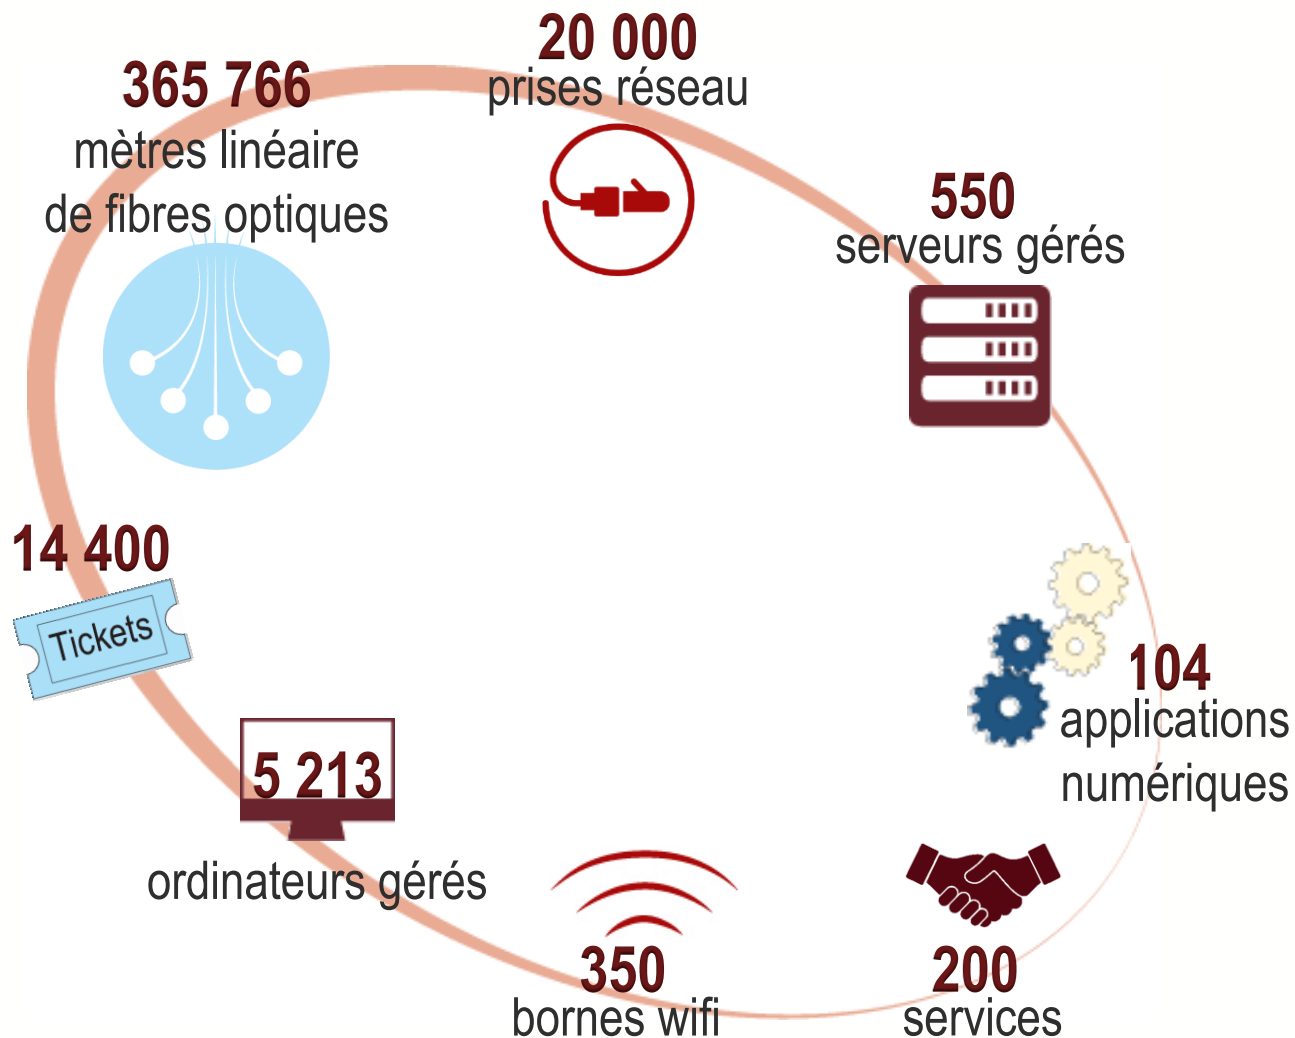 20 000
prises réseau
365 766
mètres linéaire
de fibres optiques
550
serveurs gérés
14 400
Tickets
104
applications
numériques
5 213
ordinateurs gérés
350
bornes wifi
200
services